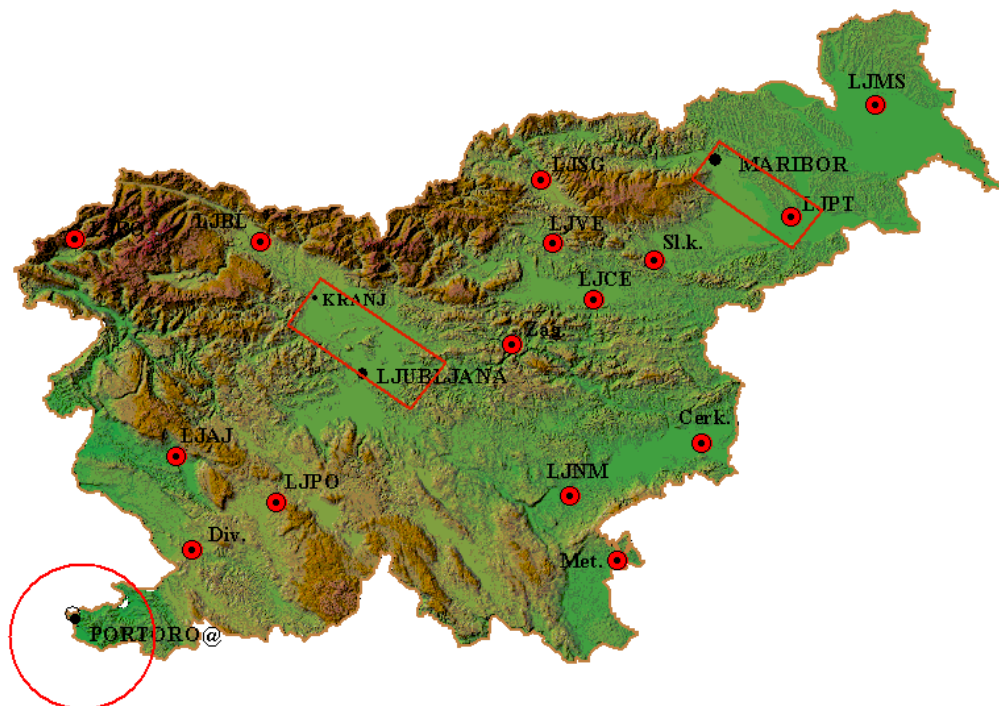 LJMS
MARIBOR
LJSG
LJPT
LJBL
LJVE
Sl.k.
LJCE
KRANJ
Zag.
LJUBLJANA
Cerk.
LJAJ
LJNM
LJPO
Div.
Met.
PORTORO@